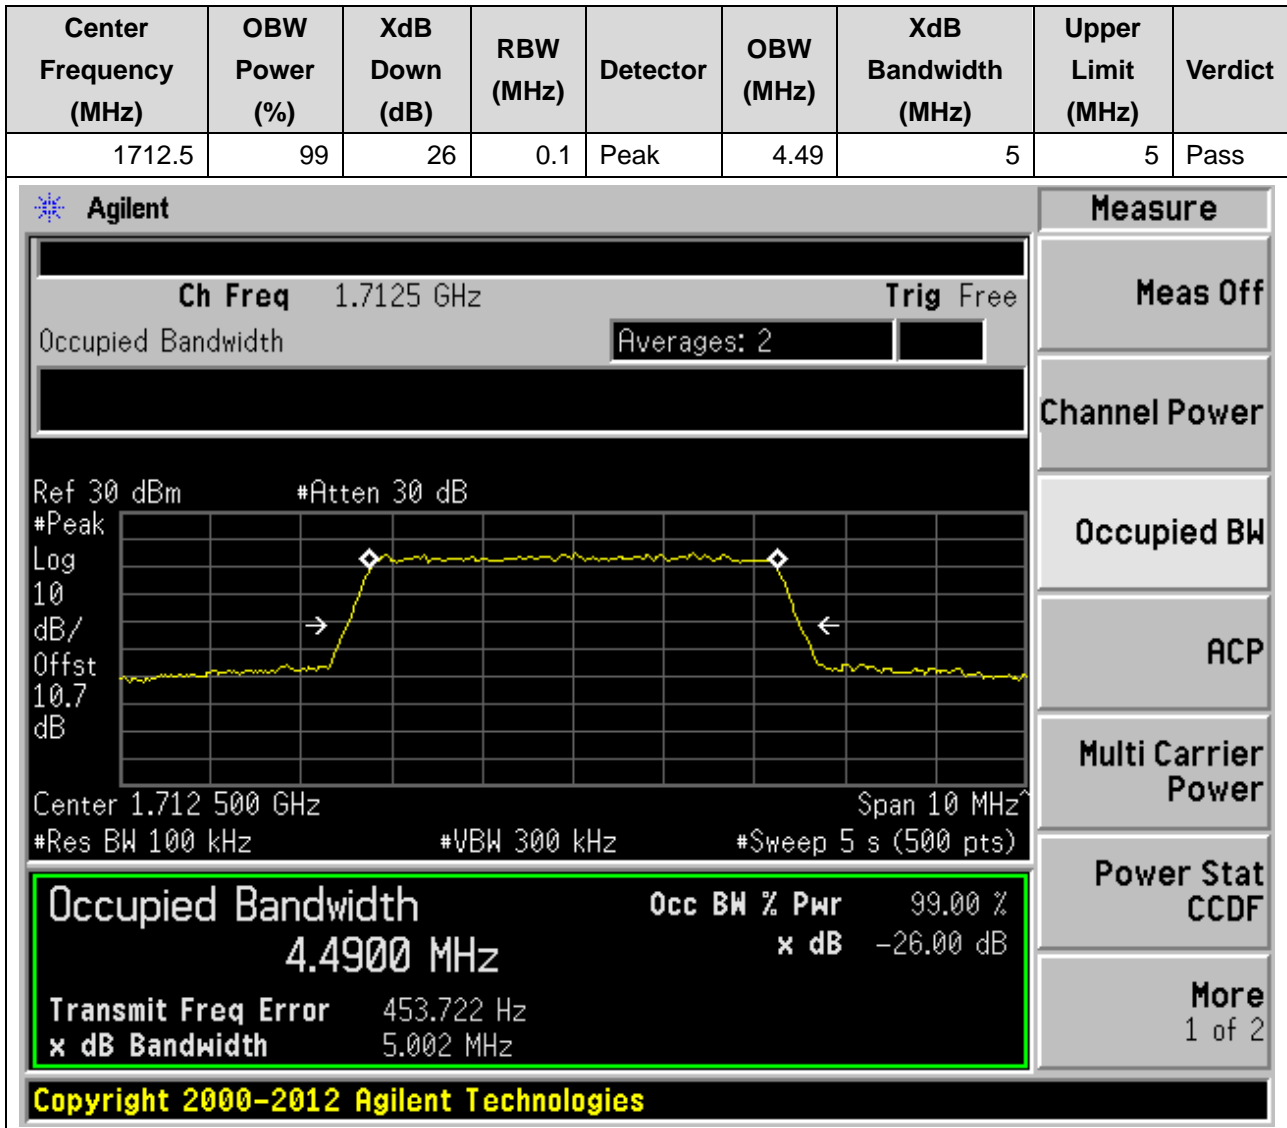 Center Frequency (MHz) OBW Power (%) XdB Down (dB) RBW (MHz) Detector OBW (MHz) XdB Bandwidth (MHz) Upper Limit (MHz) Verdict
1712.5 99 26 0.1 Peak 4.49 5 5 Pass
Agilent
Measure
Ch Freq 1.7125 GHz Trig Free
Meas Off
Occupied Bandwidth Averages: 2
Channel Power
Ref 30 dBm #Atten 30 dB
#Peak
Log
10
dB/
Offst
10.7
dB
Occupied BW
ACP
Multi Carrier
Power
Center 1.712 500 GHz Span 10 MHz^
#Res BW 100 kHz #VBW 300 kHz #Sweep 5 s (500 pts)
Power Stat
CCDF
Occupied Bandwidth Occ BW % Pwr 99.00 %
4.4900 MHz x dB -26.00 dB
Transmit Freq Error 453.722 Hz
x dB Bandwidth 5.002 MHz
More
1 of 2
Copyright 2000-2012 Agilent Technologies